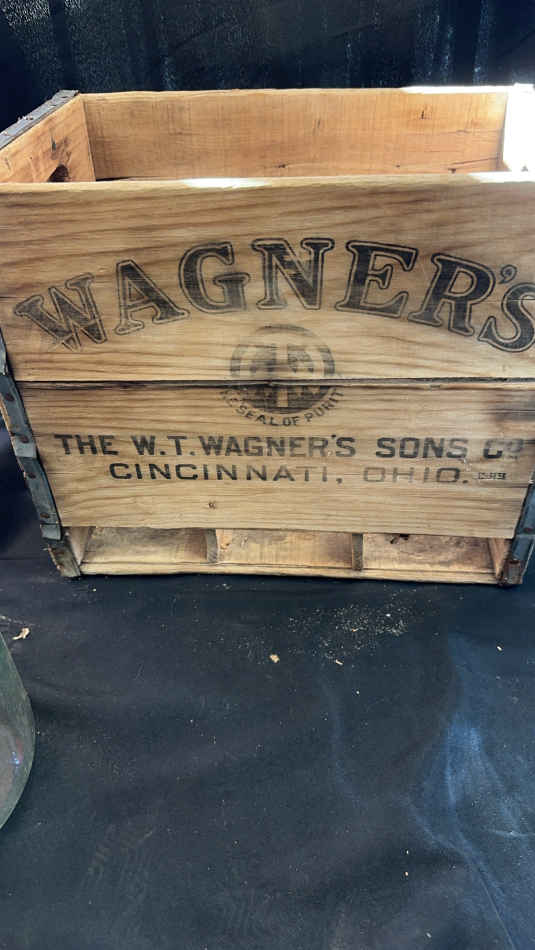 WAGNER'S
SEAL OF PURITY
THE W.T. WAGNER'S SONS CO
CINCINNATI, OHIO.